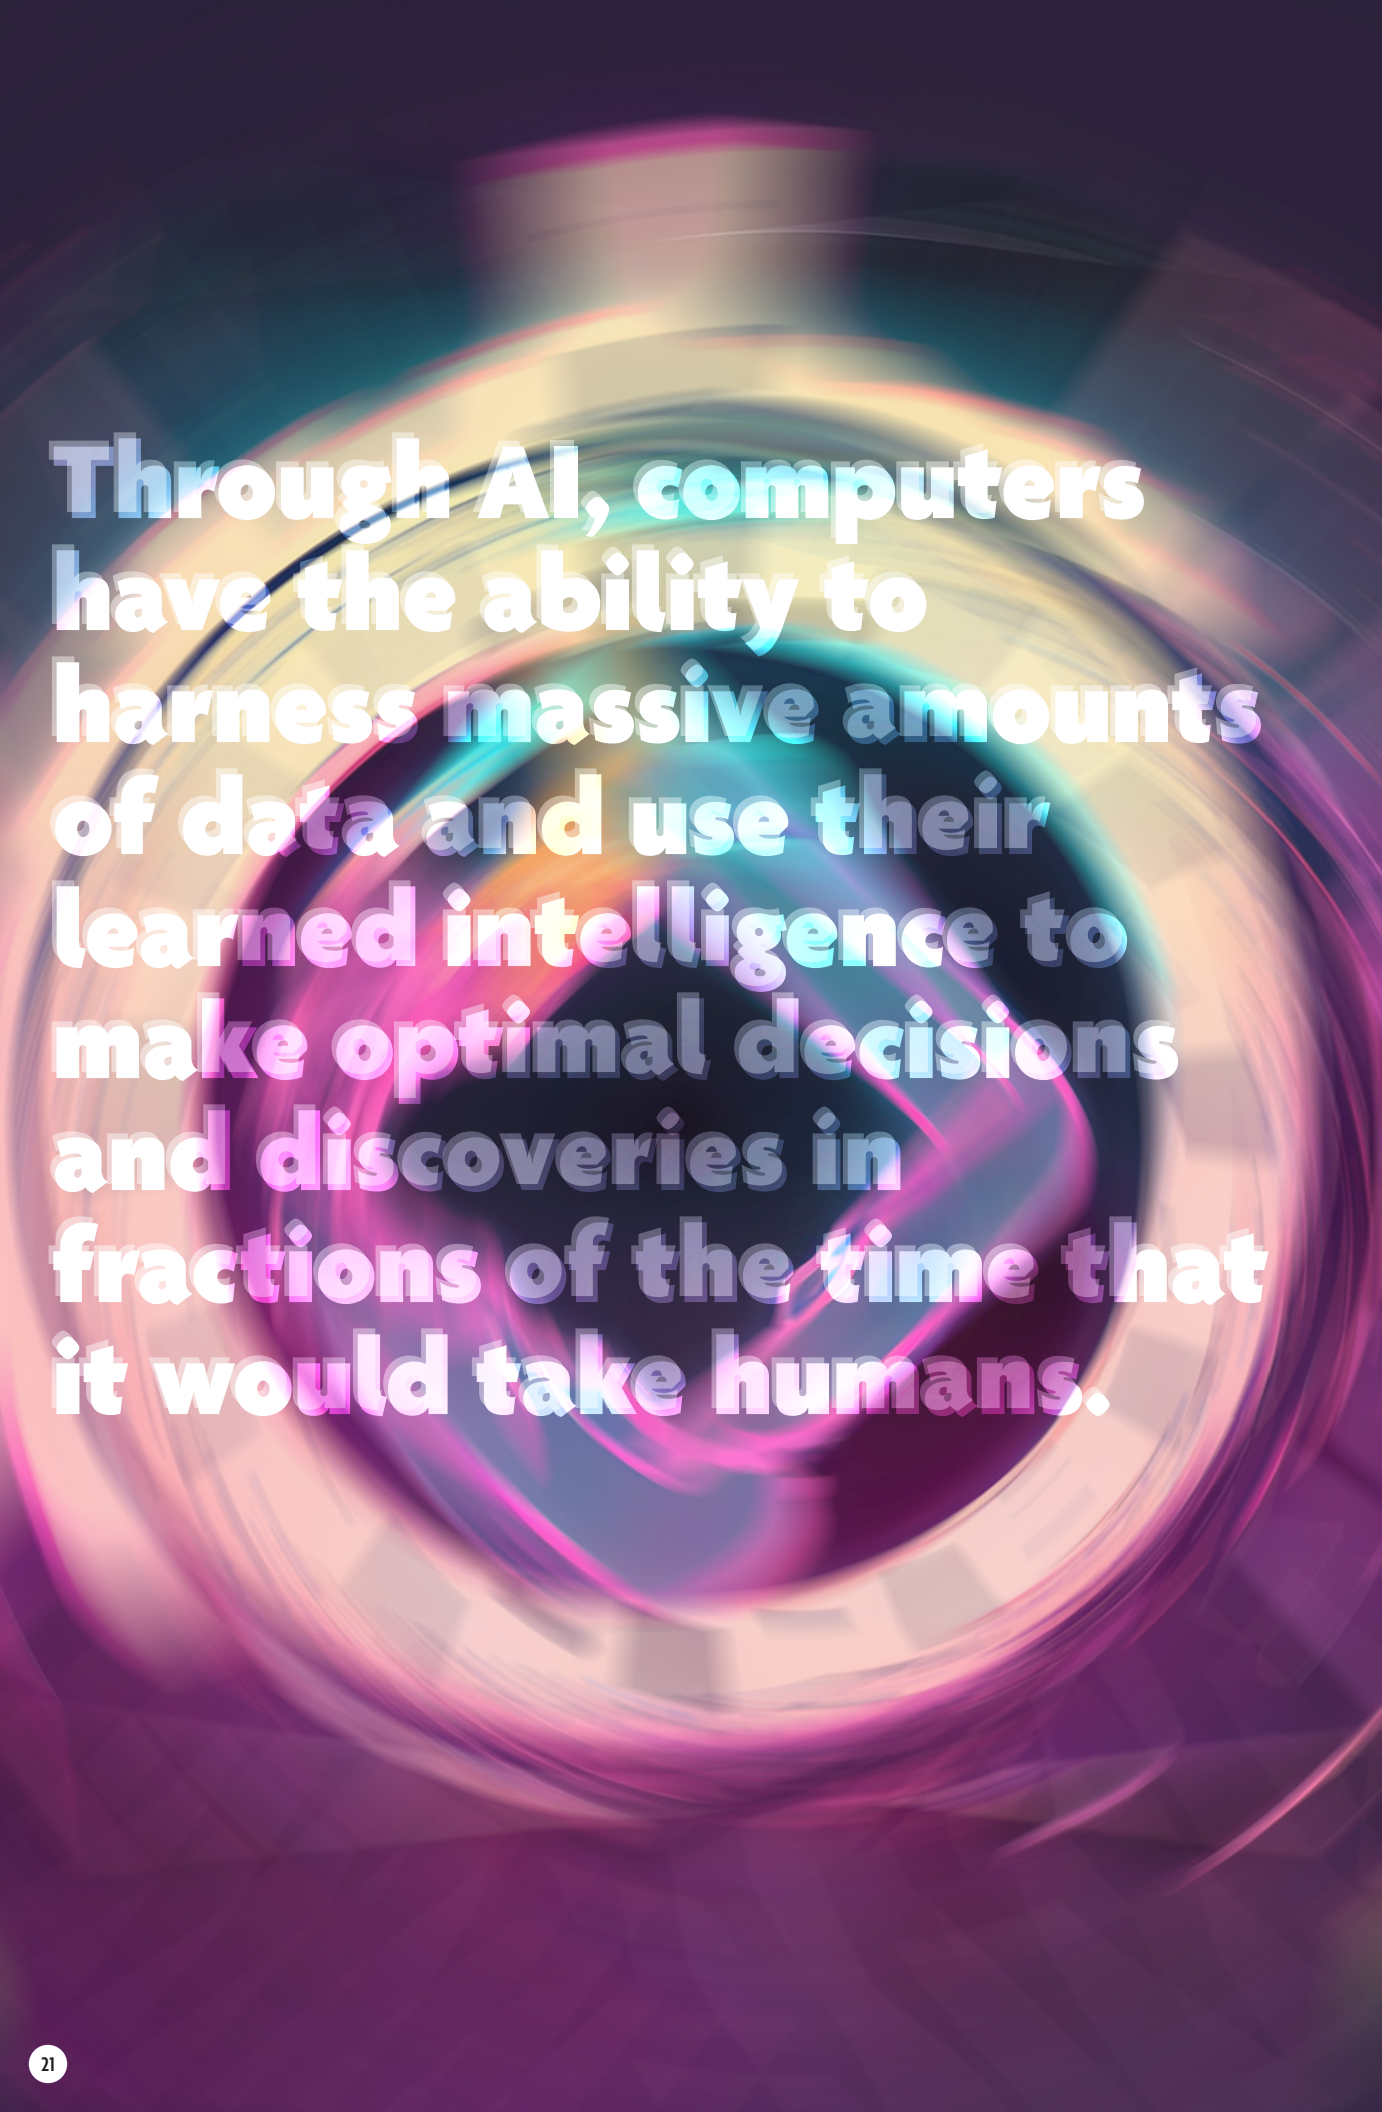 Through AI, computers
have the ability to
harness massive amounts
of data and use their
learned intelligence to
make optimal decisions
and discoveries in
fractions of the time that
it would take humans.
21